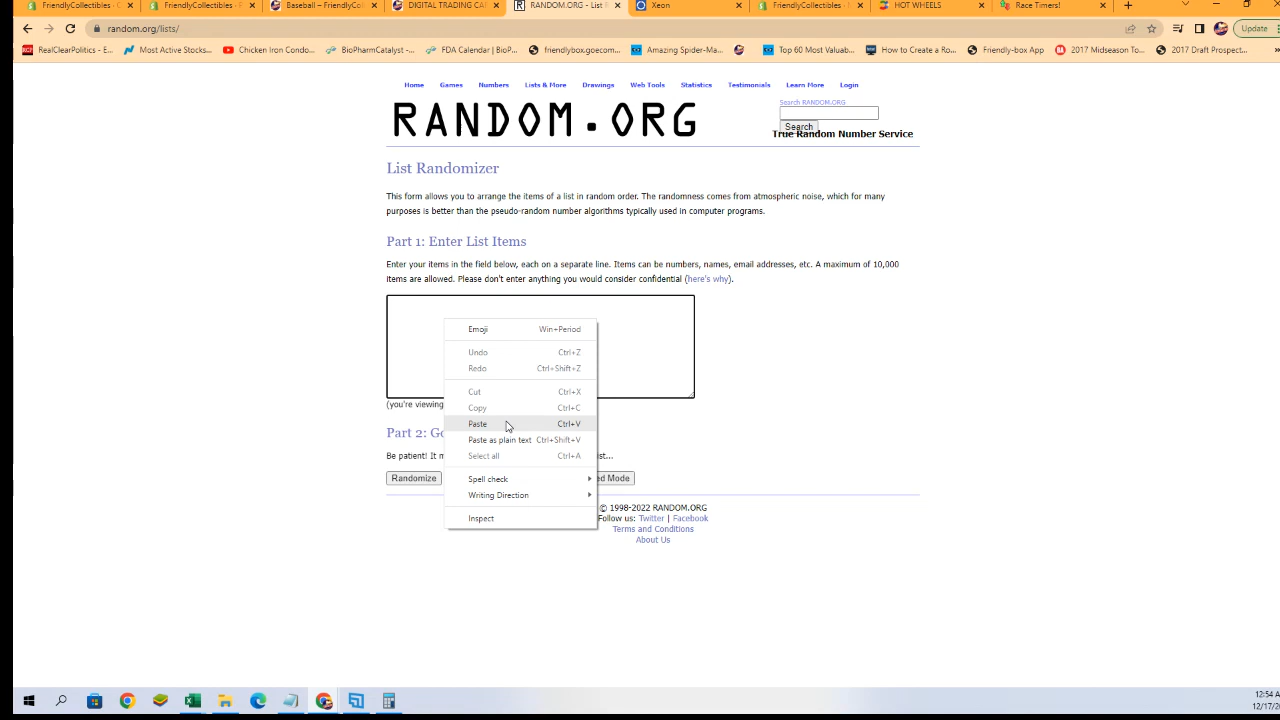 FriendlyCollectibles · C
FriendlyCollectibles · R
Baseball – FriendlyCol
DIGITAL TRADING CAR
RANDOM.ORG - List R
Xeon
FriendlyCollectibles · 1
HOT WHEELS
Race Timers!
random.org/lists/
Update
RealClearPolitics - E...
Most Active Stocks...
Chicken Iron Condo...
BioPharmCatalyst -...
FDA Calendar | BioP...
friendlybox.goecom...
Amazing Spider-Ma...
Top 60 Most Valuab...
How to Create a Ro...
Friendly-box App
2017 Midseason To...
2017 Draft Prospect...
Home Games Numbers Lists & More Drawings Web Tools Statistics Testimonials Learn More Login
RANDOM.ORG
Search RANDOM.ORG
Search
True Random Number Service
List Randomizer
This form allows you to arrange the items of a list in random order. The randomness comes from atmospheric noise, which for many
purposes is better than the pseudo-random number algorithms typically used in computer programs.
Part 1: Enter List Items
Enter your items in the field below, each on a separate line. Items can be numbers, names, email addresses, etc. A maximum of 10,000
items are allowed. Please don't enter anything you would consider confidential (here's why).
Emoji Win+Period
Undo Ctrl+Z
Redo Ctrl+Shift+Z
Cut Ctrl+X
Copy Ctrl+C
Paste Ctrl+V
Paste as plain text Ctrl+Shift+V
Select all Ctrl+A
Spell check
Writing Direction
Inspect
(you're viewing
Part 2: Go
Be patient! It m
ist...
Randomize
ed Mode
© 1998-2022 RANDOM.ORG
Follow us: Twitter | Facebook
Terms and Conditions
About Us
12:54 A
12/17/2